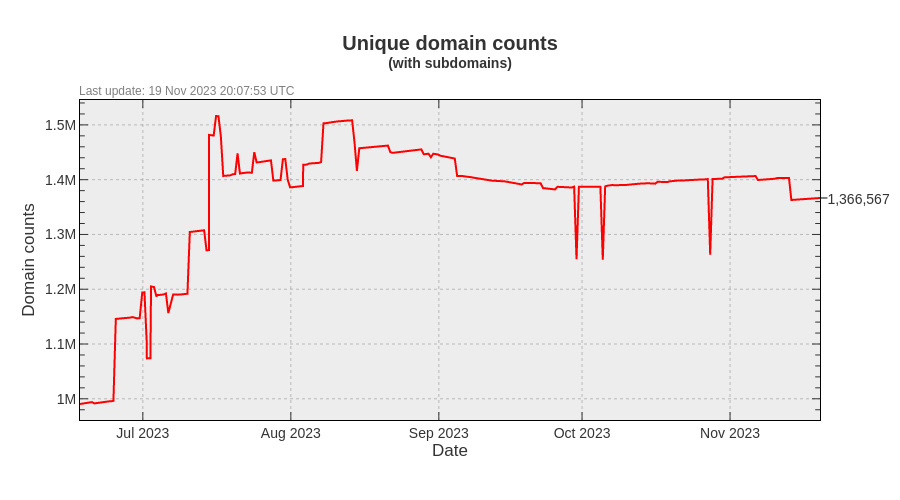 Unique domain counts
(with subdomains)
Last update: 19 Nov 2023 20:07:53 UTC
1.5M
1.4M
1.3M
1.2M
1.1M
1M
Domain counts
1,366,567
Jul 2023
Aug 2023
Sep 2023
Oct 2023
Nov 2023
Date